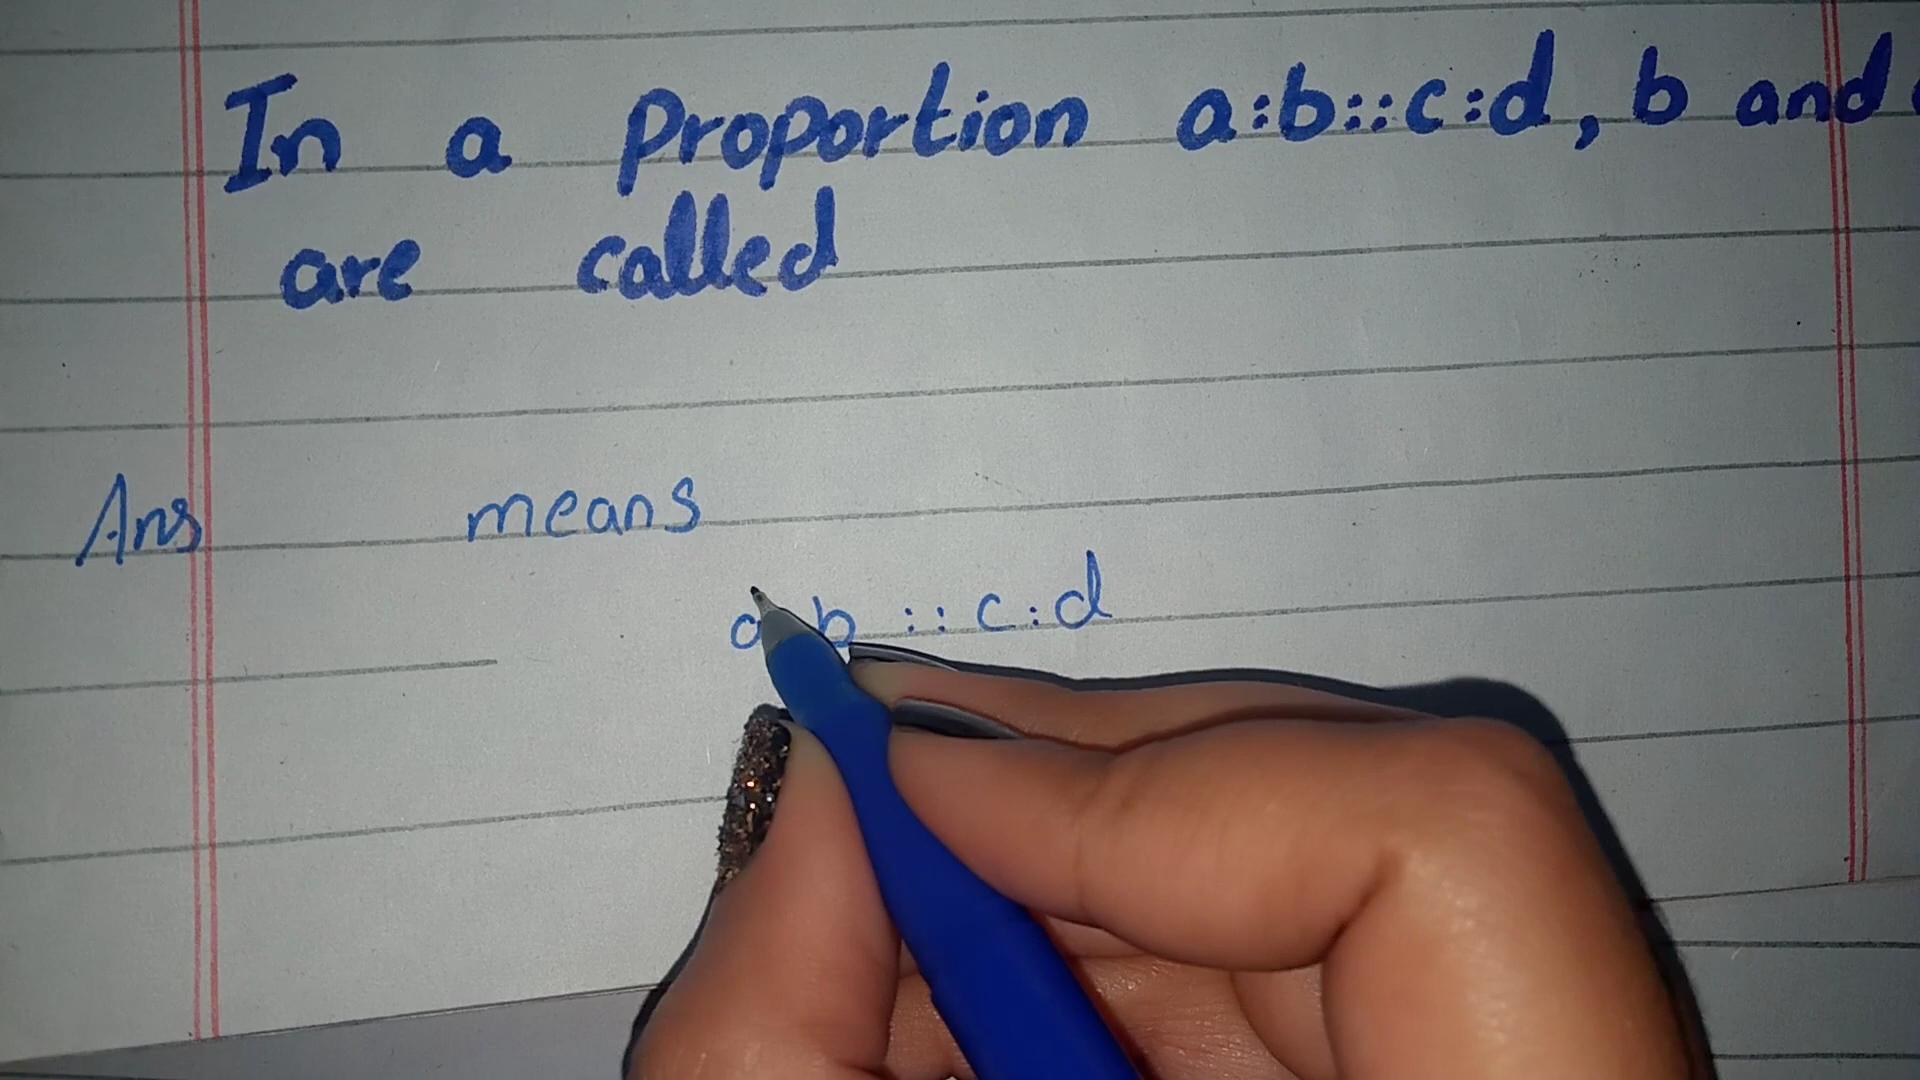 In a Proportion a:b::c:d, b and
are called
Ans means
a b :: c:d